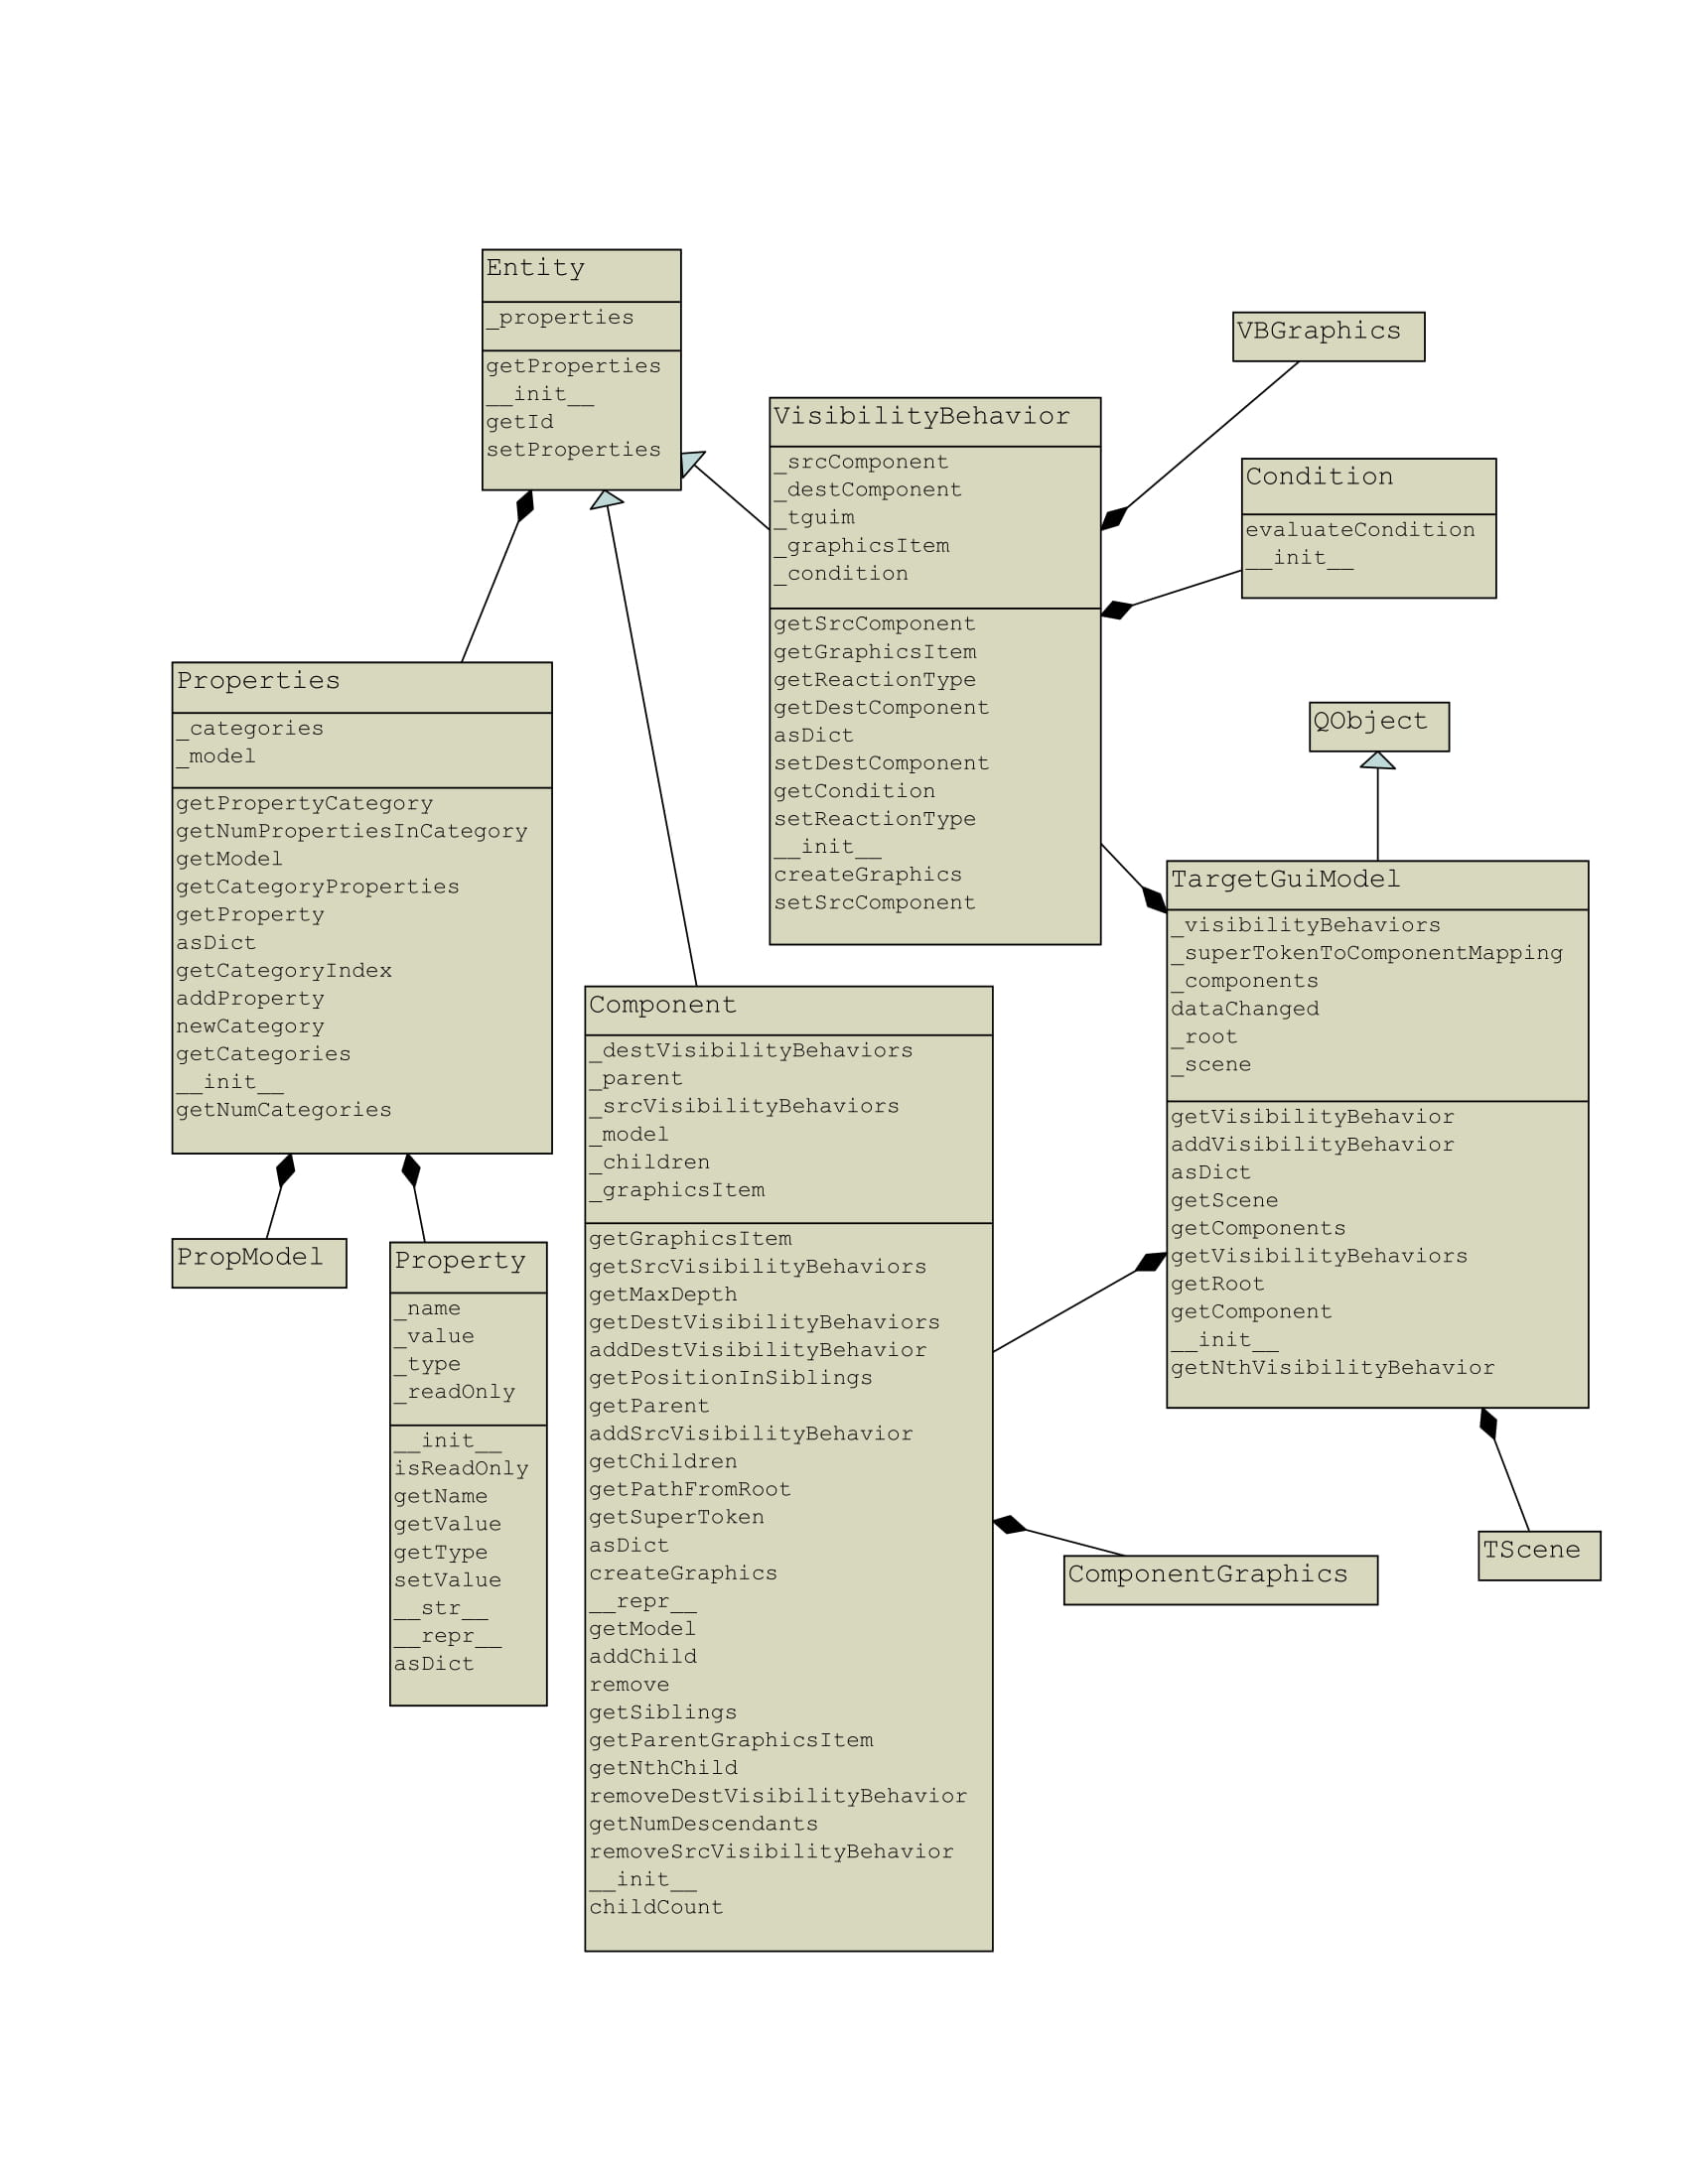 Entity
_properties
getProperties
__init__
getId
setProperties
VBGraphics
VisibilityBehavior
_srcComponent
_destComponent
_tguim
_graphicsItem
_condition
getSrcComponent
getGraphicsItem
getReactionType
getDestComponent
asDict
setDestComponent
getCondition
setReactionType
__init__
createGraphics
setSrcComponent
Condition
evaluateCondition
__init__
Properties
_categories
_model
getPropertyCategory
getNumPropertiesInCategory
getModel
getCategoryProperties
getProperty
asDict
getCategoryIndex
addProperty
newCategory
getCategories
__init__
getNumCategories
QObject
TargetGuiModel
_visibilityBehaviors
_superTokenToComponentMapping
_components
dataChanged
_root
_scene
getVisibilityBehavior
addVisibilityBehavior
asDict
getScene
getComponents
getVisibilityBehaviors
getRoot
getComponent
__init__
getNthVisibilityBehavior
Component
_destVisibilityBehaviors
_parent
_srcVisibilityBehaviors
_model
_children
_graphicsItem
getGraphicsItem
getSrcVisibilityBehaviors
getMaxDepth
getDestVisibilityBehaviors
addDestVisibilityBehavior
getPositionInSiblings
getParent
addSrcVisibilityBehavior
getChildren
getPathFromRoot
getSuperToken
asDict
createGraphics
__repr__
getModel
addChild
remove
getSiblings
getParentGraphicsItem
getNthChild
removeDestVisibilityBehavior
getNumDescendants
removeSrcVisibilityBehavior
__init__
childCount
PropModel
Property
_name
_value
_type
_readOnly
__init__
isReadOnly
getName
getValue
getType
setValue
__str__
__repr__
asDict
TScene
ComponentGraphics